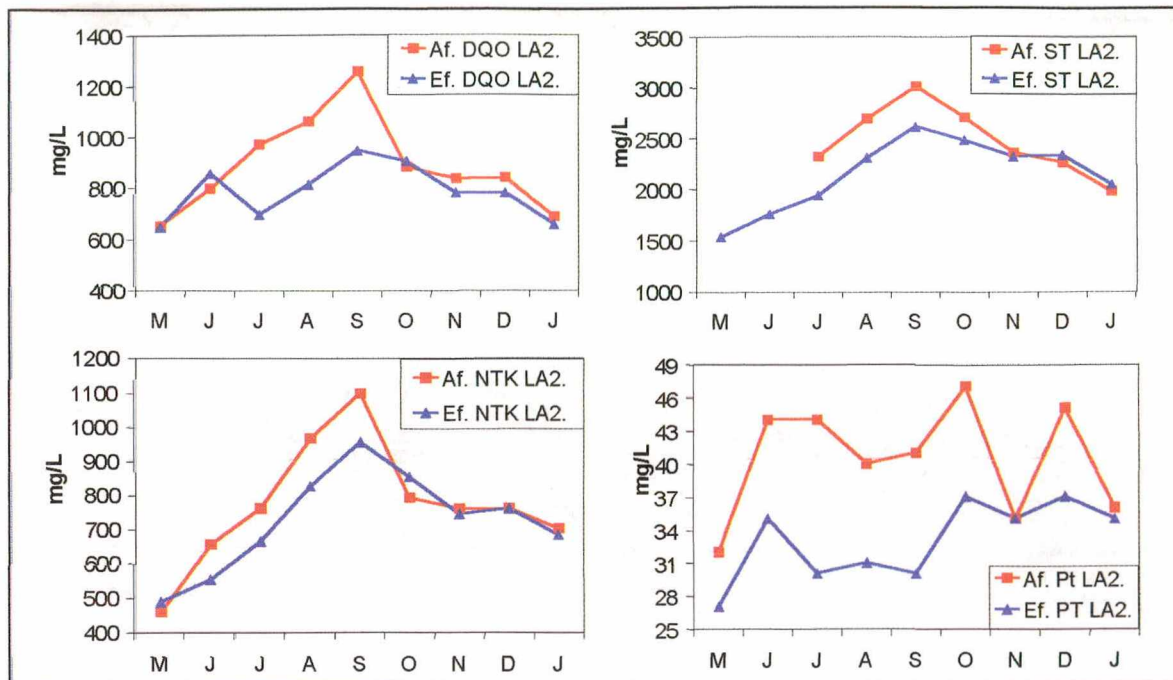 1400
1200
1000
800
600
400
mg/L
Af. DQO LA2.
Ef. DQO LA2.
M J J A S O N D J
3500
3000
2500
2000
1500
1000
mg/L
Af. ST LA2.
Ef. ST LA2.
M J J A S O N D J
1200
1100
1000
900
800
700
600
500
400
mg/L
Af. NTK LA2.
Ef. NTK LA2.
M J J A S O N D J
49
46
43
40
37
34
31
28
25
mg/L
Af. Pt LA2.
Ef. PT LA2.
M J J A S O N D J